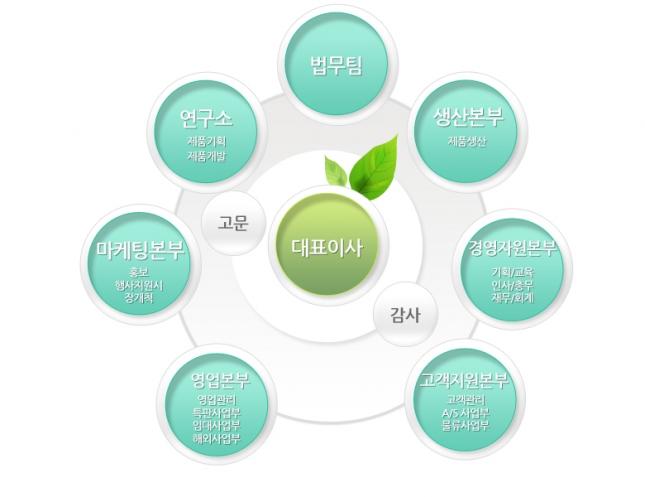 법무팀
연구소
제품기획
제품개발
생산본부
제품생산
고문
대표이사
마케팅본부
홍보
행사지원시
장개척
경영자원본부
기획/교육
인사/총무
재무/회계
감사
영업본부
영업관리
특판사업부
임대사업부
해외사업부
고객지원본부
고객관리
A/S 사업부
물류사업부